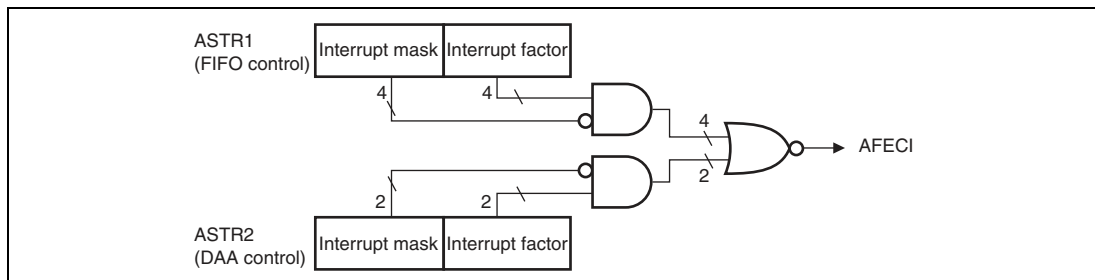 ASTR1
(FIFO control)
Interrupt mask
Interrupt factor
4
4
4
AFECI
2
2
2
ASTR2
(DAA control)
Interrupt mask
Interrupt factor